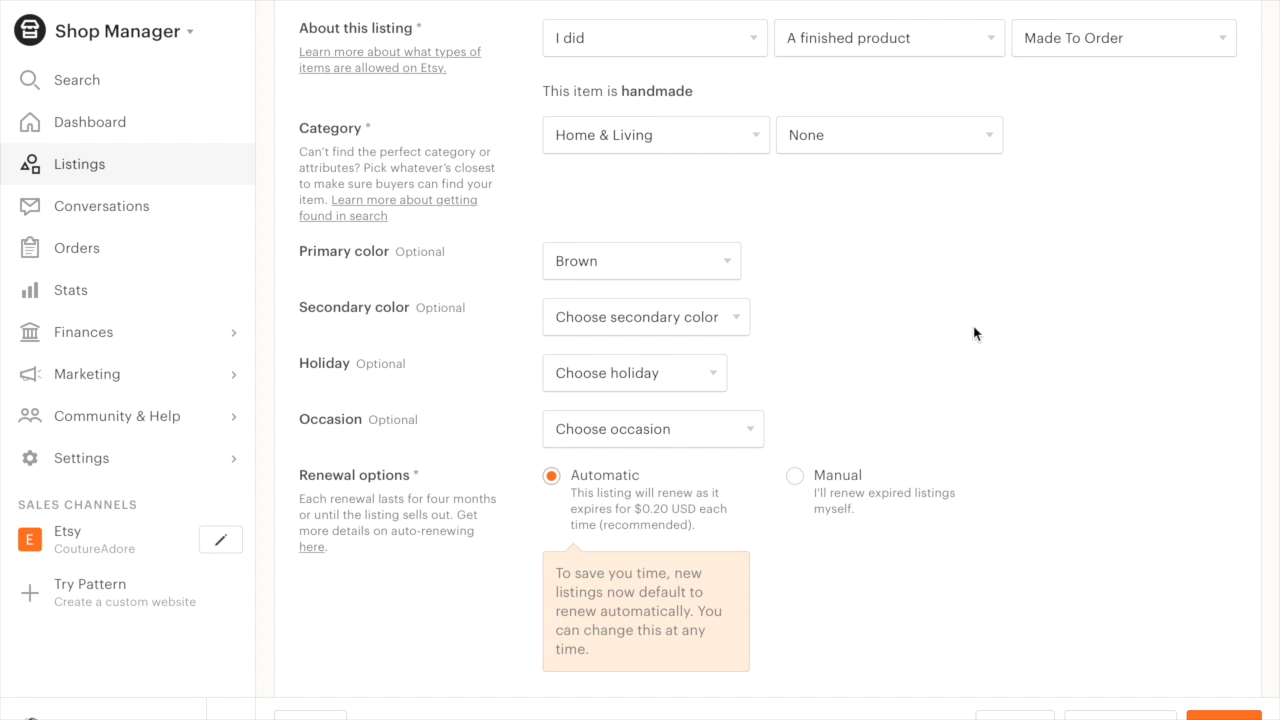 Shop Manager
Search
Dashboard
Listings
Conversations
Orders
Stats
Finances
Marketing
Community & Help
Settings
SALES CHANNELS
E
Etsy
CoutureAdore
Try Pattern
Create a custom website
About this listing *
Learn more about what types of
items are allowed on Etsy.
I did
A finished product
Made To Order
This item is handmade
Category *
Can't find the perfect category or
attributes? Pick whatever's closest
to make sure buyers can find your
item. Learn more about getting
found in search
Home & Living
None
Primary color Optional
Brown
Secondary color Optional
Choose secondary color
Holiday Optional
Choose holiday
Occasion Optional
Choose occasion
Renewal options *
Each renewal lasts for four months
or until the listing sells out. Get
more details on auto-renewing
here.
Automatic
This listing will renew as it
expires for $0.20 USD each
time (recommended).
Manual
I'll renew expired listings
myself.
To save you time, new
listings now default to
renew automatically. You
can change this at any
time.